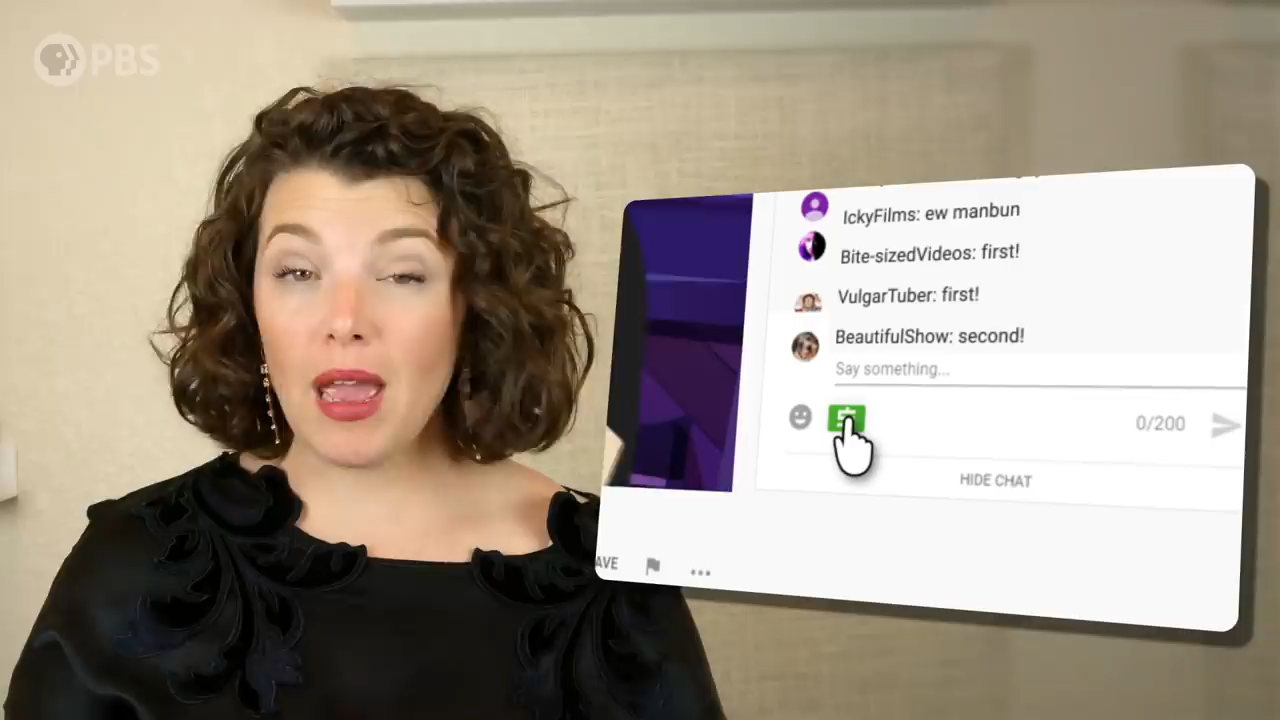 PBS
IckyFilms: ew manbun
Bite-sizedVideos: first!
VulgarTuber: first!
BeautifulShow: second!
Say something...
0/200
HIDE CHAT
AVE